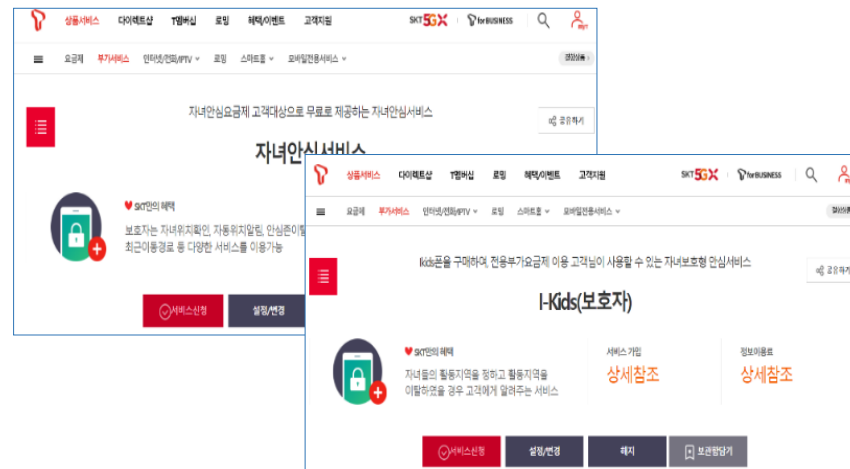 상품서비스 다이렉트샵 T멤버십 로밍 혜택/이벤트 고객지원 SKT 5GX T for BUSINESS
요금제 부가서비스 인터넷/전화/IPTV 로밍 스마트홈 모바일전용서비스
자녀안심요금제 고객대상으로 무료로 제공하는 자녀안심서비스
공유하기
자녀안심서비스
SKT만의 혜택
보호자는 자녀위치확인, 자동위치알림, 안심존이탈
최근이동경로 등 다양한 서비스를 이용가능
서비스신청 설정/변경
상품서비스 다이렉트샵 T멤버십 로밍 혜택/이벤트 고객지원 SKT 5GX T for BUSINESS
요금제 부가서비스 인터넷/전화/IPTV 로밍 스마트홈 모바일전용서비스
Ikids폰을 구매하여, 전용부가요금제 이용 고객님이 사용할 수 있는 자녀보호형 안심서비스
공유하기
I-Kids(보호자)
SKT만의 혜택 서비스 가입 정보이용료
자녀들의 활동지역을 정하고 활동지역을 상세참조 상세참조
이탈하였을 경우 고객에게 알려주는 서비스
서비스신청 설정/변경 해지 보관함담기